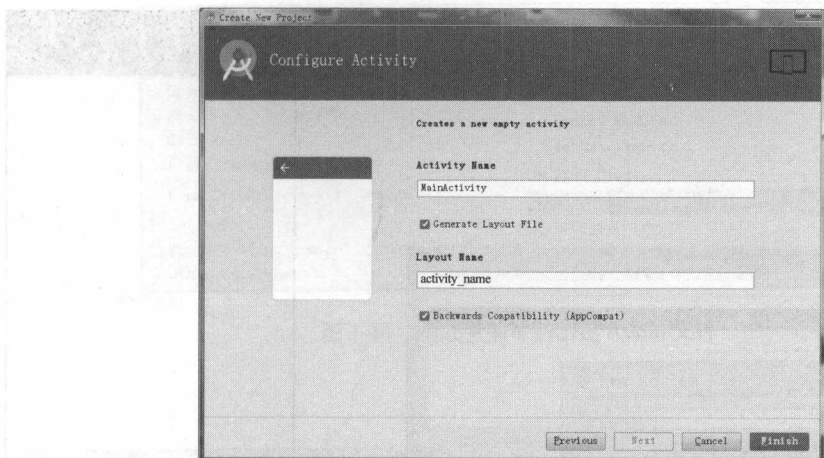 Create New Project
Configure Activity
Creates a new empty activity
Activity Name
MainActivity
Generate Layout File
Layout Name
activity_name
Backwards Compatibility (AppCompat)
Previous
Next
Cancel
Finish